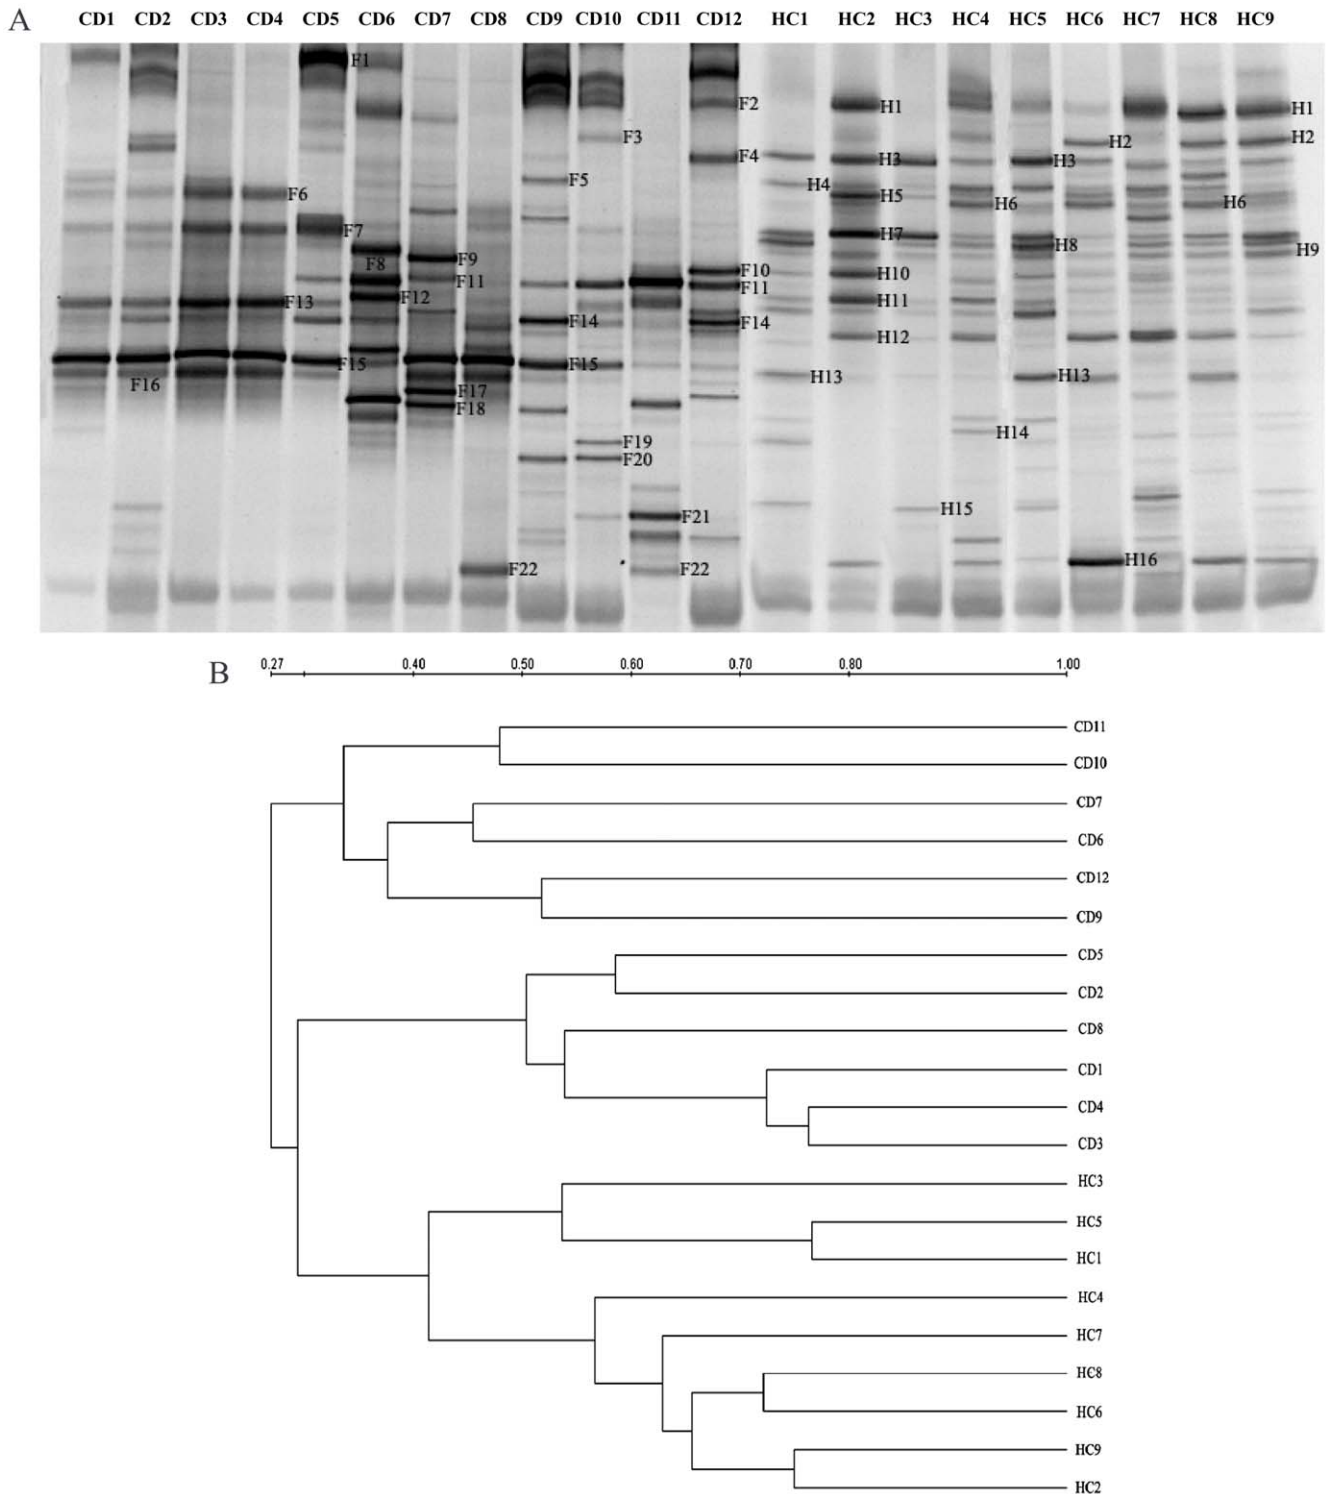 A CD1 CD2 CD3 CD4 CD5 CD6 CD7 CD8 CD9 CD10 CD11 CD12 HC1 HC2 HC3 HC4 HC5 HC6 HC7 HC8 HC9
F1
F2 H1 H1
F3 H2 H2
F4 H3 H3
F5 H4
F6 H5 H6 H6
F7 H7
F8 F9 H8 H9
F11 F10 H10
F12 F13 F11 H11
F14 F14 H12
F15 F15
F16 F17 H13 H13
F18
F19 H14
F20
F21 H15
F22 F22 H16
B 0.27 0.40 0.50 0.60 0.70 0.80 1.00
CD11
CD10
CD7
CD6
CD12
CD9
CD5
CD2
CD8
CD1
CD4
CD3
HC3
HC5
HC1
HC4
HC7
HC8
HC6
HC9
HC2